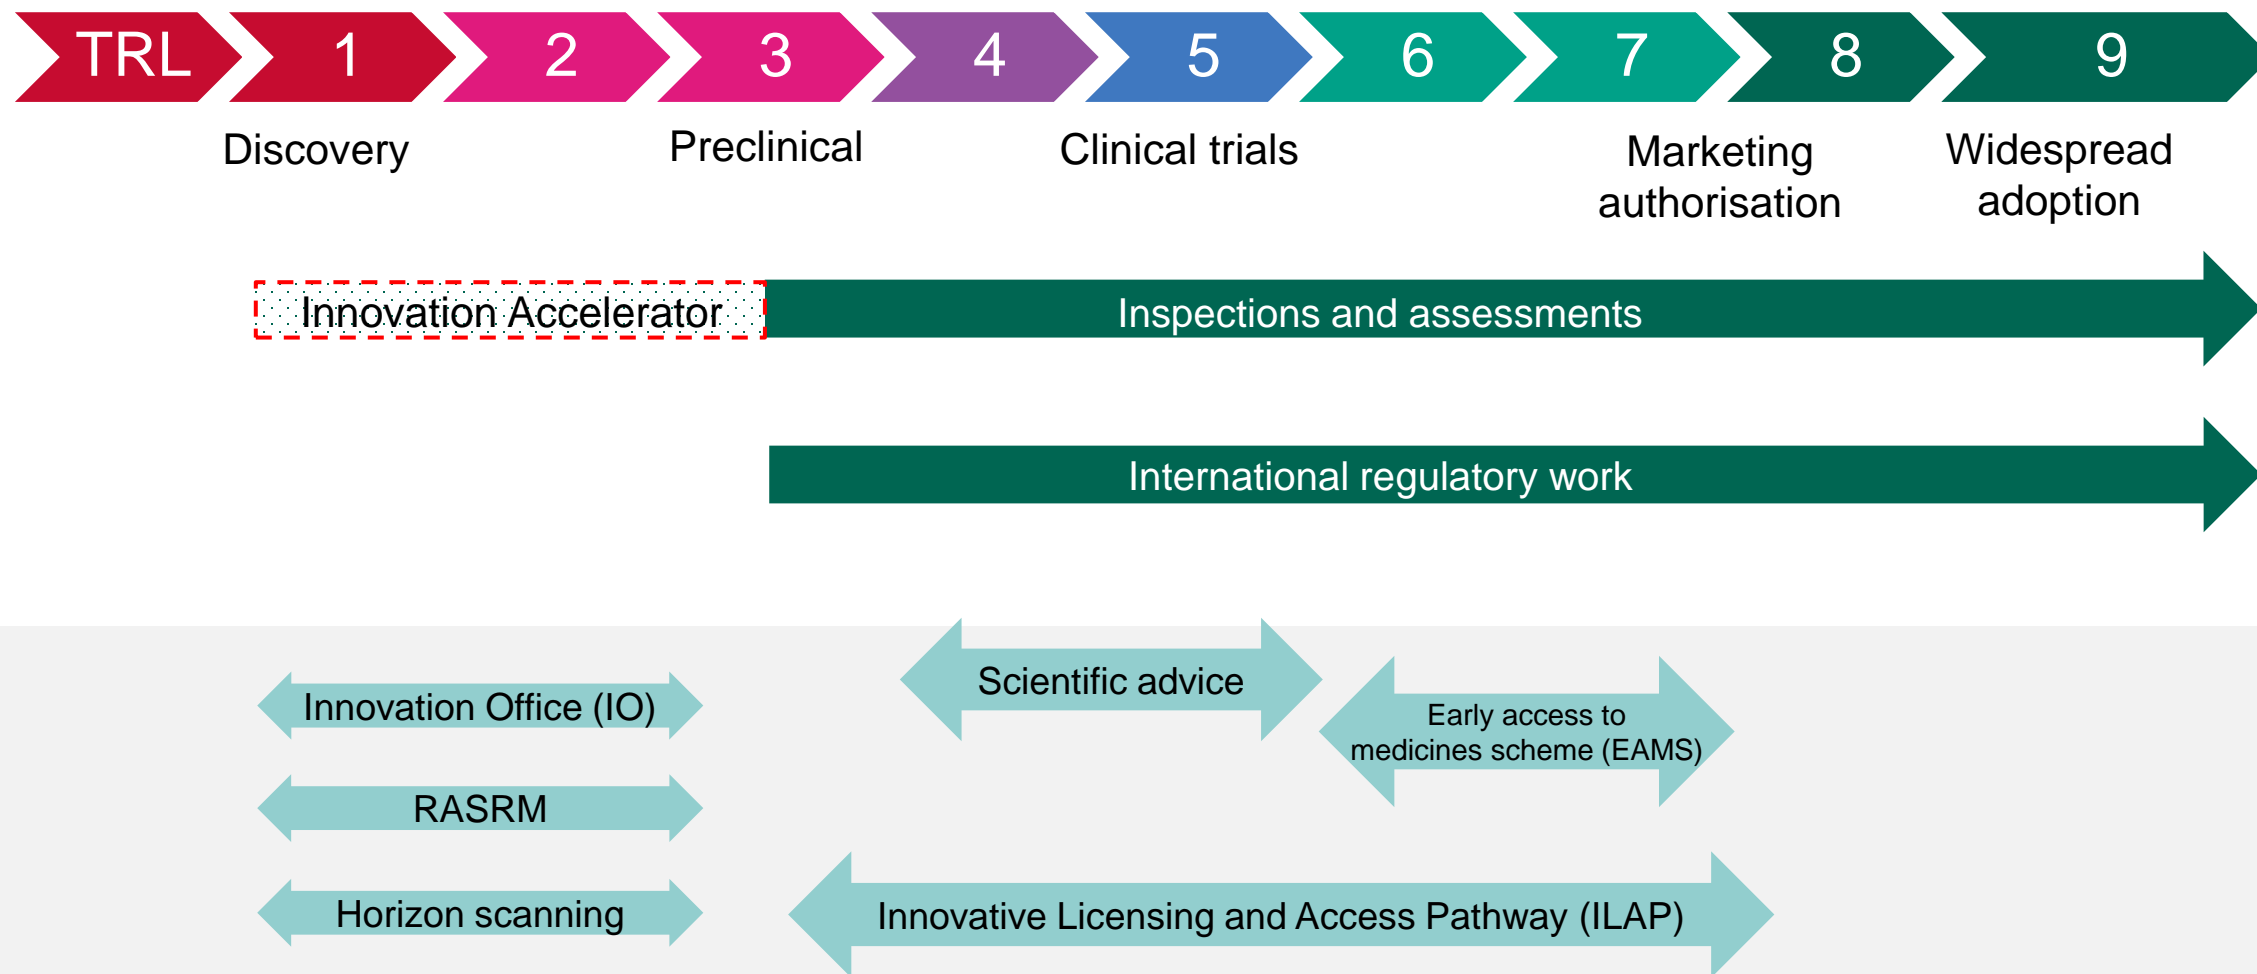 TRL 1 2 3 4 5 6 7 8 9
Discovery
Preclinical
Clinical trials
Marketing
authorisation
Widespread
adoption
Innovation Accelerator
Inspections and assessments
International regulatory work
Innovation Office (IO)
Scientific advice
Early access to
medicines scheme (EAMS)
RASRM
Horizon scanning
Innovative Licensing and Access Pathway (ILAP)